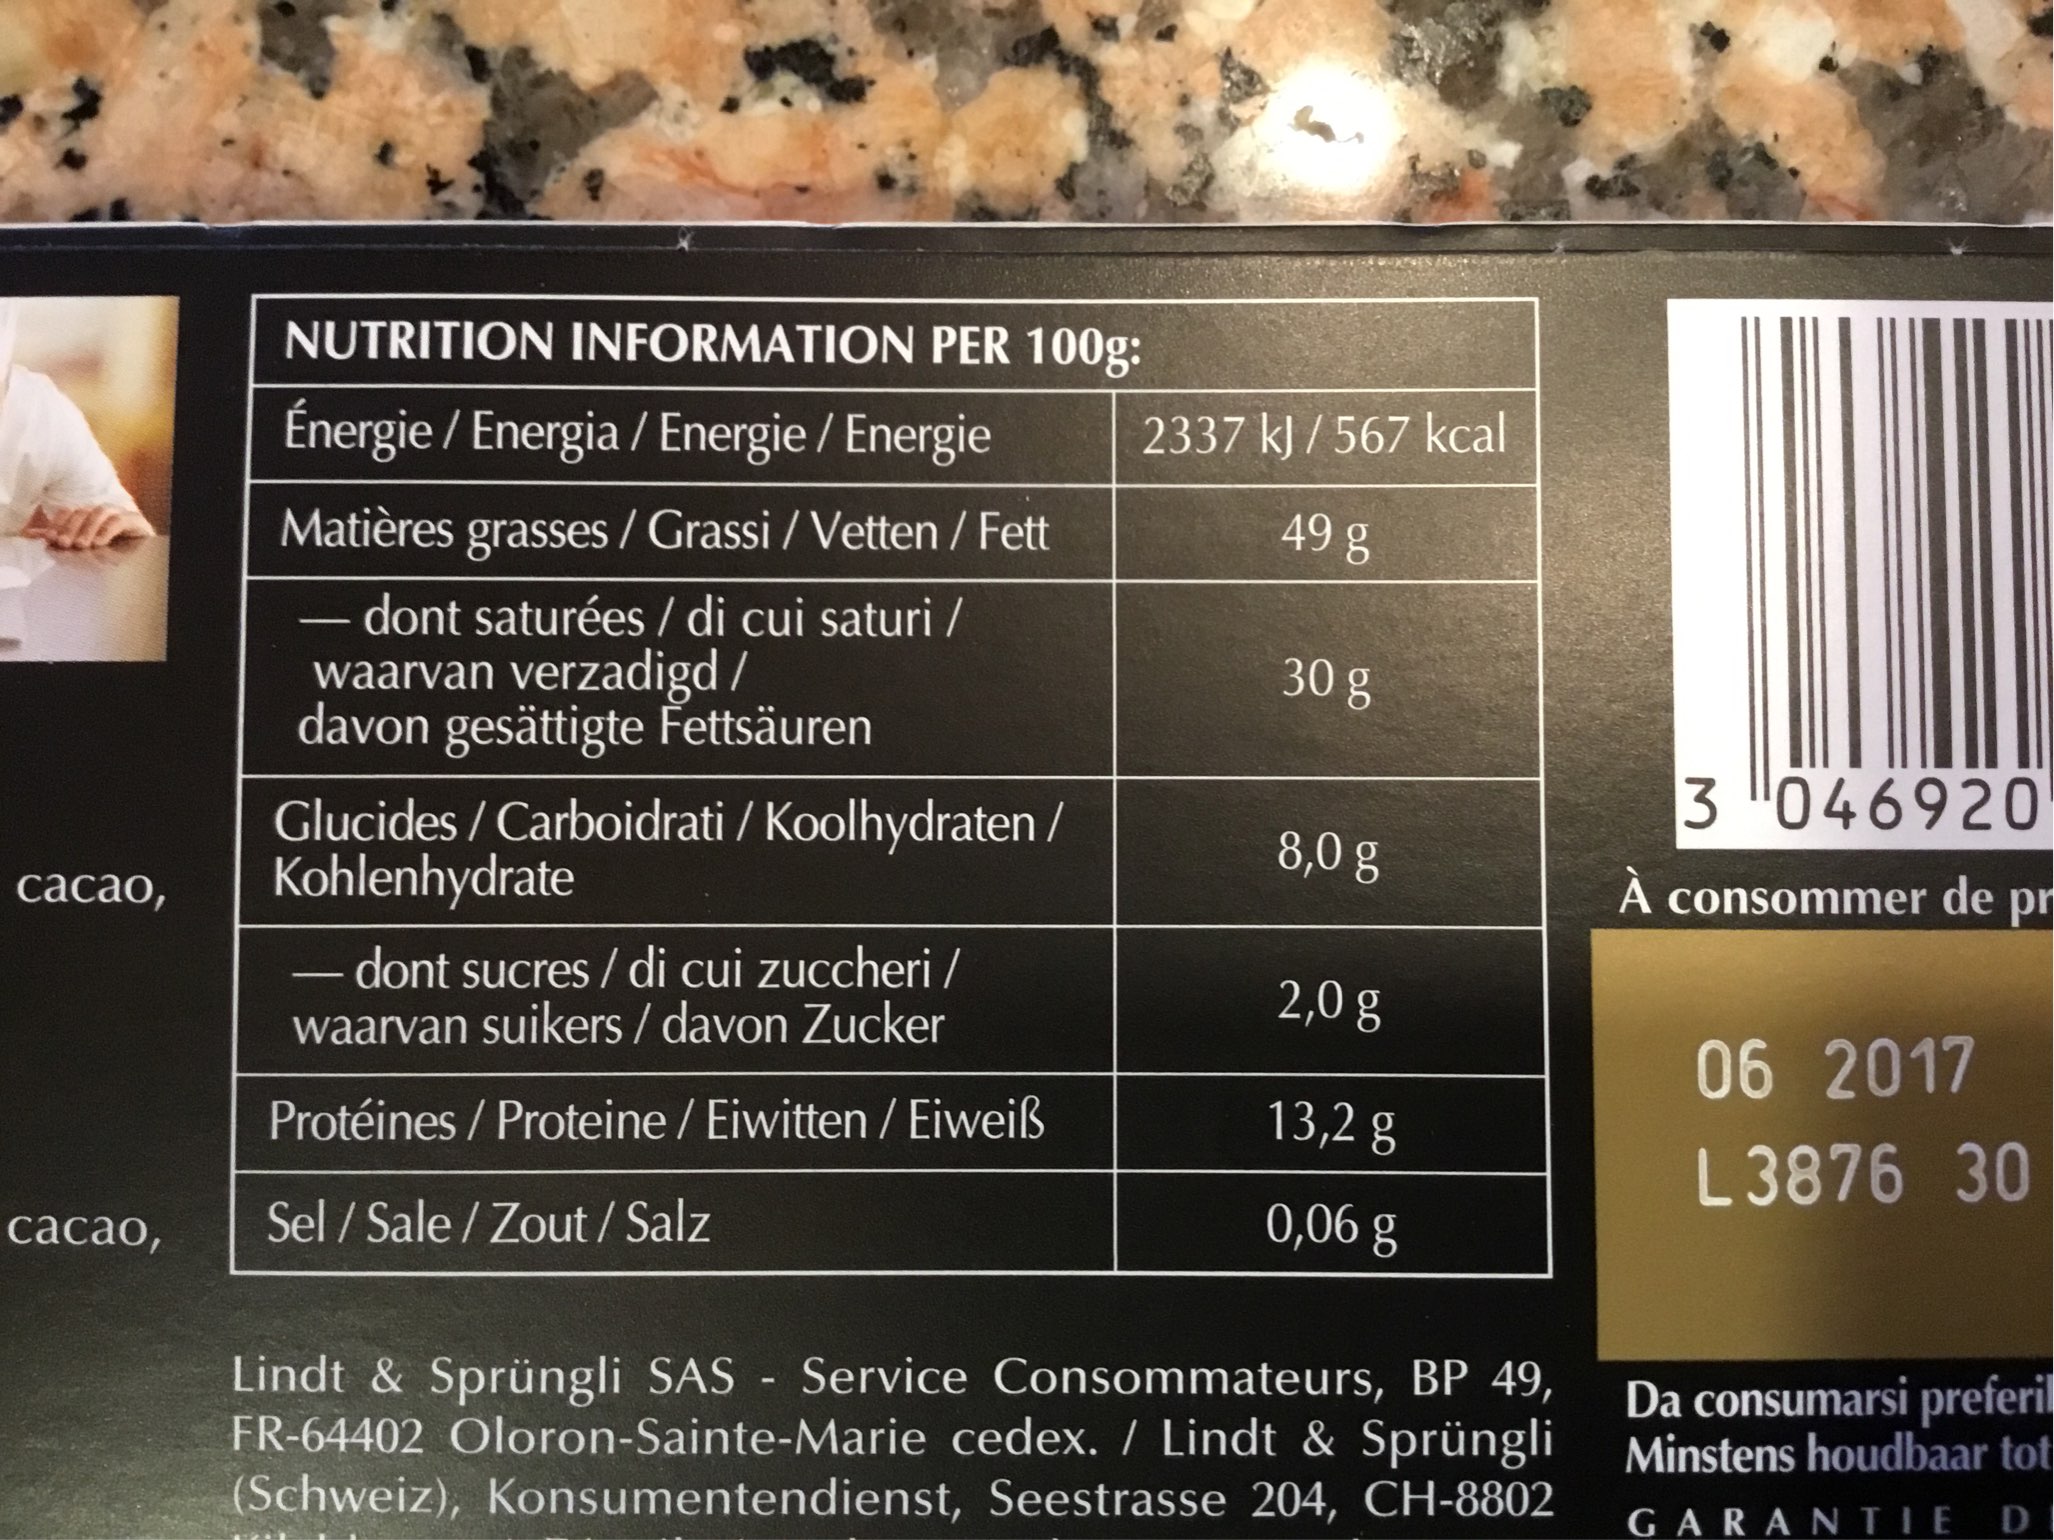 NUTRITION INFORMATION PER 100g:
Énergie / Energia / Energie / Energie 2337 kJ / 567 kcal
Matières grasses / Grassi / Vetten / Fett 49 g
— dont saturées / di cui saturi /
waarvan verzadigd /
davon gesättigte Fettsäuren
30 g
Glucides / Carboidrati / Koolhydraten /
Kohlenhydrate
8,0 g
— dont sucres / di cui zuccheri /
waarvan suikers / davon Zucker
2,0 g
Protéines / Proteine / Eiwitten / Eiweiß 13,2 g
Sel / Sale / Zout / Salz 0,06 g
Lindt & Sprüngli SAS - Service Consommateurs, BP 49,
FR-64402 Oloron-Sainte-Marie cedex. / Lindt & Sprüngli
(Schweiz), Konsumentendienst, Seestrasse 204, CH-8802
cacao,
cacao,
3 046920
À consommer de
06 2017
L3876 30
Da consumarsi
Minstens houdbaar tot
GARANTIE